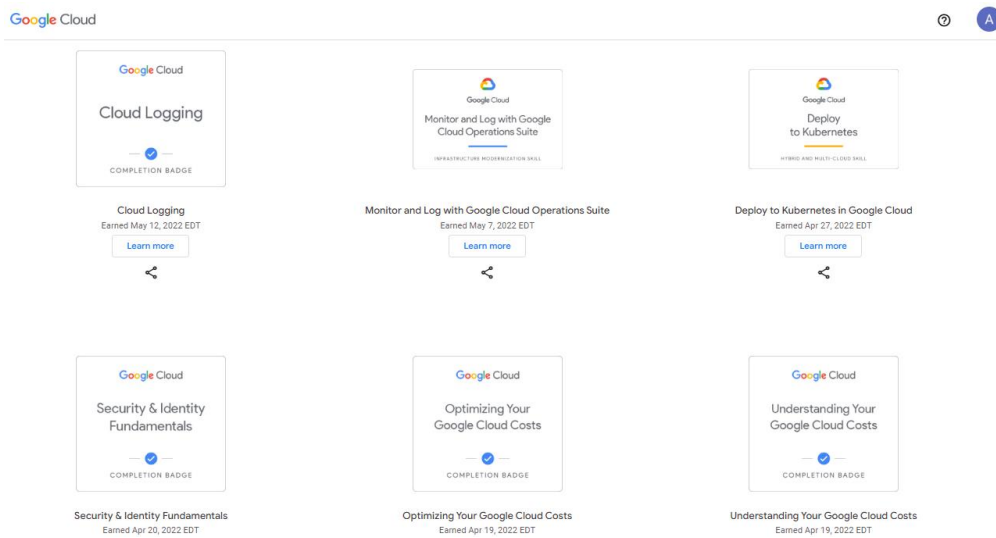 Google Cloud
A
Google Cloud
Cloud Logging
COMPLETION BADGE
Cloud Logging
Earned May 12, 2022 EDT
Learn more
Google Cloud
Monitor and Log with Google
Cloud Operations Suite
INFRASTRUCTURE MODERNIZATION SKILL
Monitor and Log with Google Cloud Operations Suite
Earned May 7, 2022 EDT
Learn more
Google Cloud
Deploy
to Kubernetes
HYBRID AND MULTI-CLOUD SKILL
Deploy to Kubernetes in Google Cloud
Earned Apr 27, 2022 EDT
Learn more
Google Cloud
Security & Identity
Fundamentals
COMPLETION BADGE
Security & Identity Fundamentals
Earned Apr 20, 2022 EDT
Google Cloud
Optimizing Your
Google Cloud Costs
COMPLETION BADGE
Optimizing Your Google Cloud Costs
Earned Apr 19, 2022 EDT
Google Cloud
Understanding Your
Google Cloud Costs
COMPLETION BADGE
Understanding Your Google Cloud Costs
Earned Apr 19, 2022 EDT